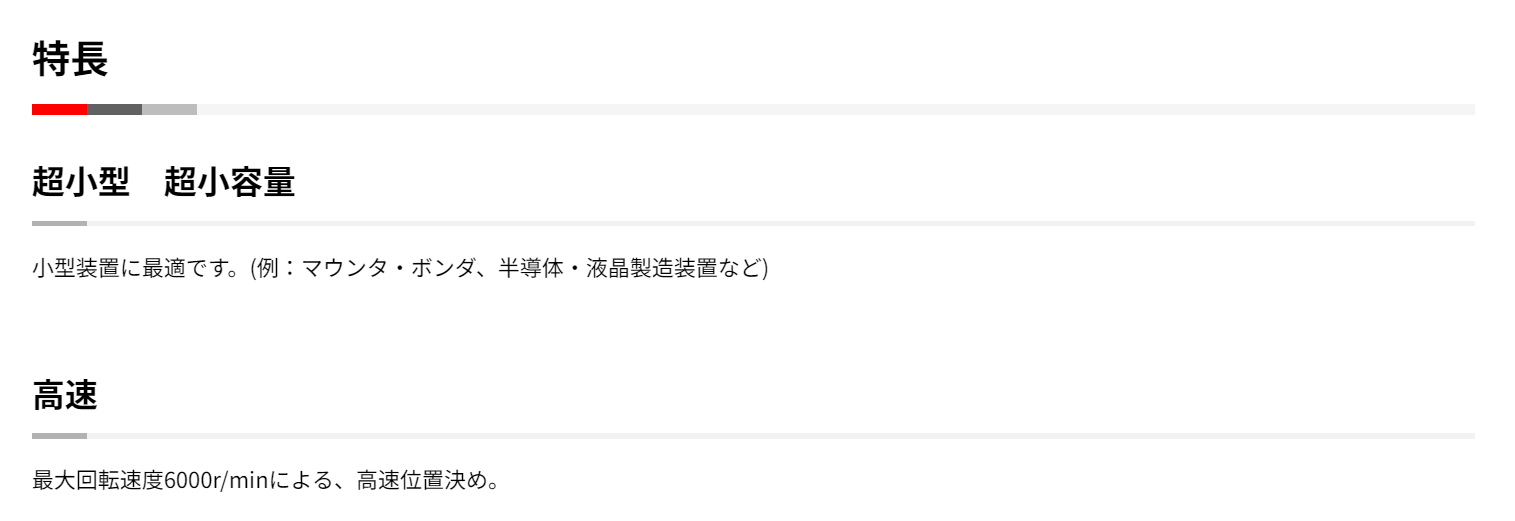 特長
超小型　超小容量
小型装置に最適です。(例：マウンタ・ボンダ、半導体・液晶製造装置など)
高速
最大回転速度6000r/minによる、高速位置決め。